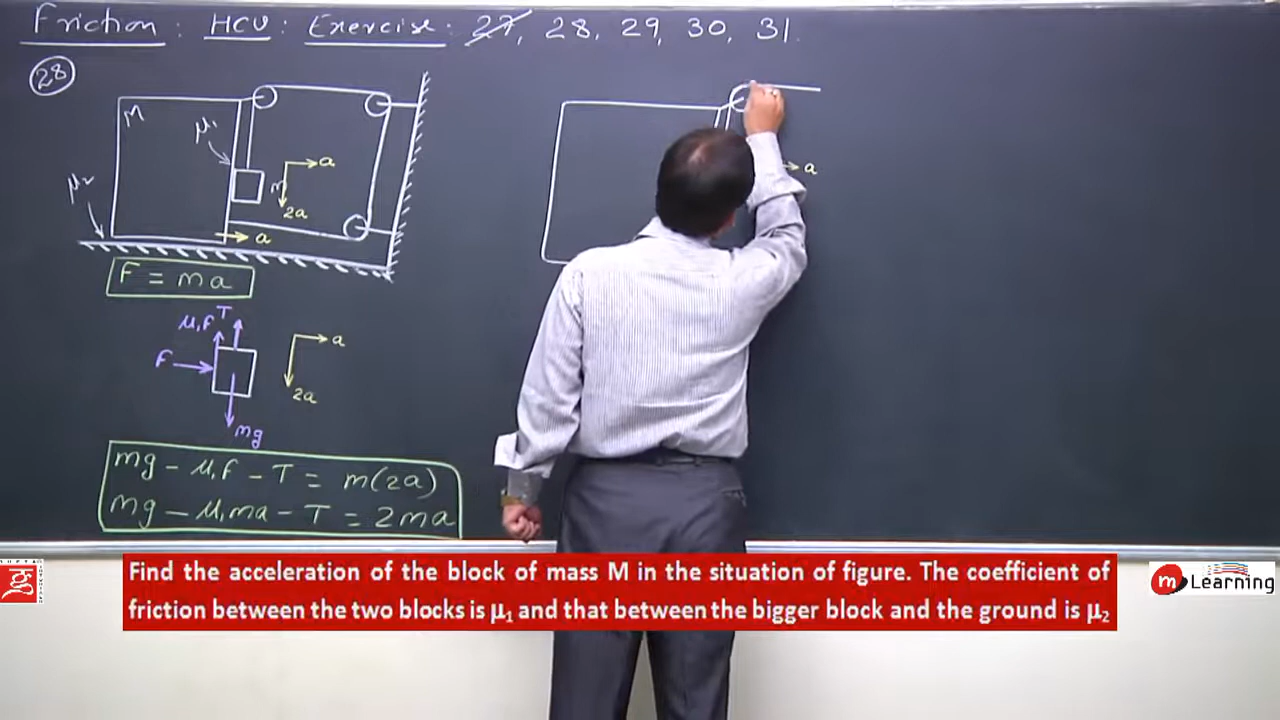 Friction : HCV : Exercise : 27, 28, 29, 30, 31.
28
M
μ1
μ2
m
a
2a
a
F = ma
μ1F T
F
mg
a
2a
mg - μ1F - T = m(2a)
mg - μ1ma - T = 2ma
a
Find the acceleration of the block of mass M in the situation of figure. The coefficient of
friction between the two blocks is μ1 and that between the bigger block and the ground is μ2
m Learning